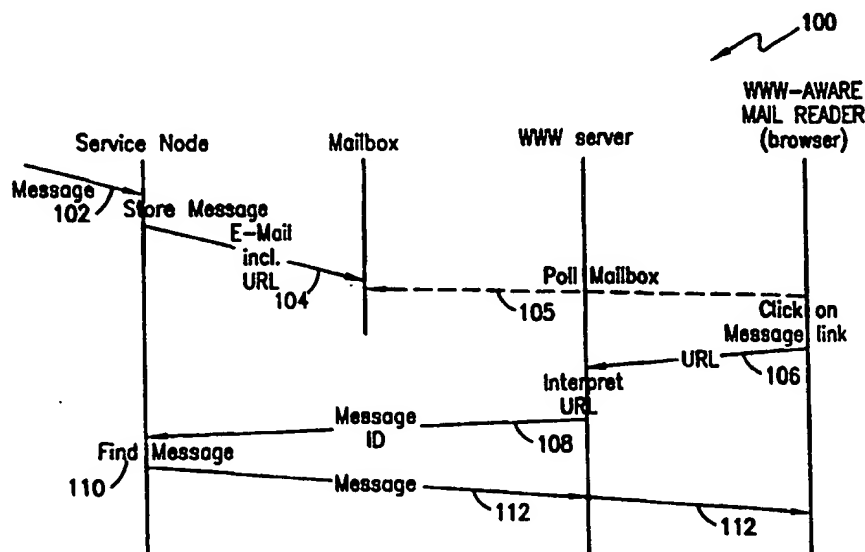 100
WWW-AWARE
MAIL READER
(browser)
Service Node
Mailbox
WWW server
Message
102
Store Message
E-Mail
incl.
URL
104
Poll Mailbox
105
Click on
Message link
URL
106
Interpret
URL
Message
ID
108
Find Message
110
Message
112
112